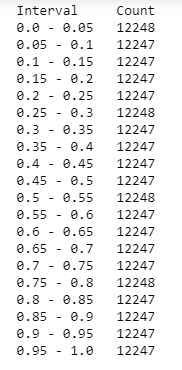 Interval Count
0.0 - 0.05 12248
0.05 - 0.1 12247
0.1 - 0.15 12247
0.15 - 0.2 12247
0.2 - 0.25 12247
0.25 - 0.3 12248
0.3 - 0.35 12247
0.35 - 0.4 12247
0.4 - 0.45 12247
0.45 - 0.5 12247
0.5 - 0.55 12248
0.55 - 0.6 12247
0.6 - 0.65 12247
0.65 - 0.7 12247
0.7 - 0.75 12247
0.75 - 0.8 12248
0.8 - 0.85 12247
0.85 - 0.9 12247
0.9 - 0.95 12247
0.95 - 1.0 12247